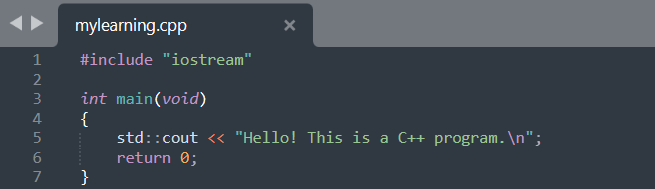 mylearning.cpp
1 #include "iostream"
2
3 int main(void)
4 {
5     std::cout << "Hello! This is a C++ program.\n";
6     return 0;
7 }